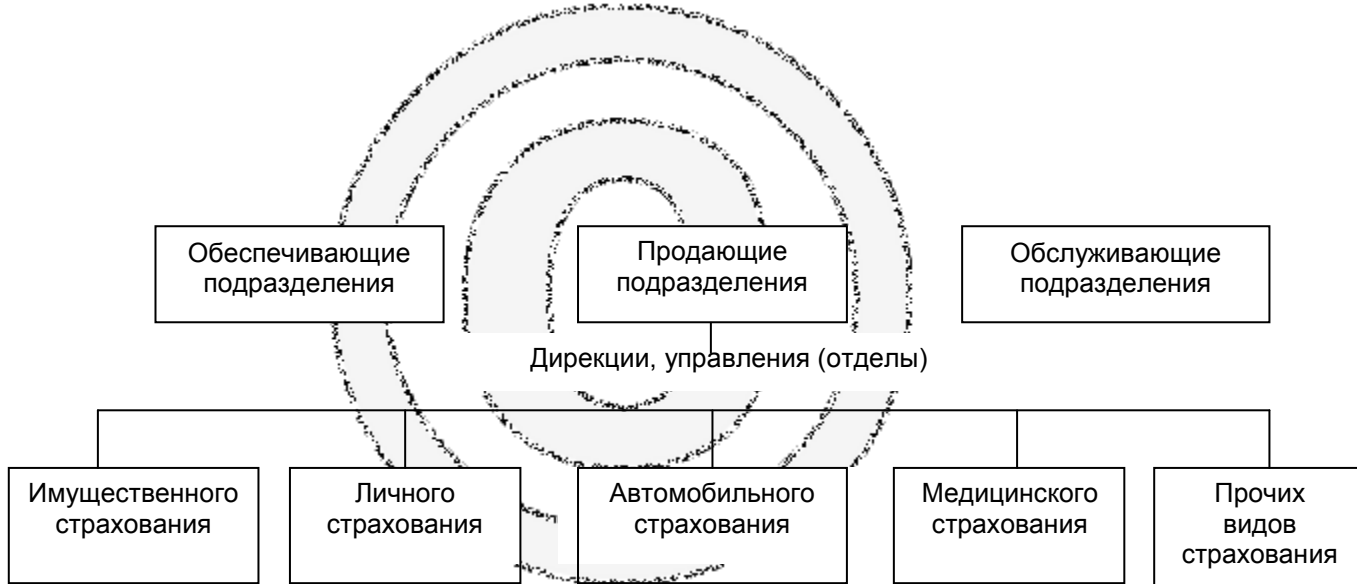 Обеспечивающие
подразделения
Продающие
подразделения
Обслуживающие
подразделения
Дирекции, управления (отделы)
Имущественного
страхования
Личного
страхования
Автомобильного
страхования
Медицинского
страхования
Прочих
видов
страхования